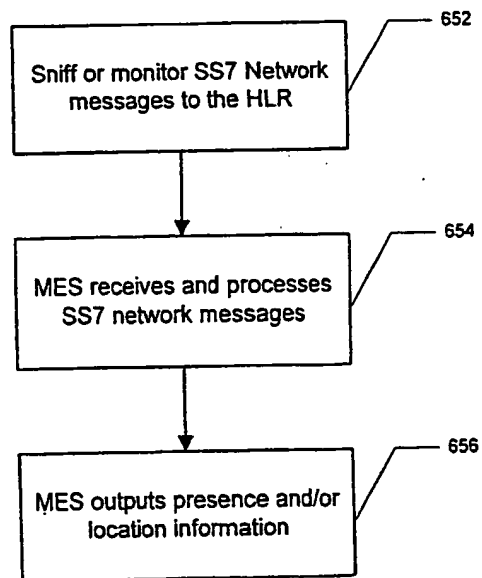 652
Sniff or monitor SS7 Network
messages to the HLR
654
MES receives and processes
SS7 network messages
656
MES outputs presence and/or
location information